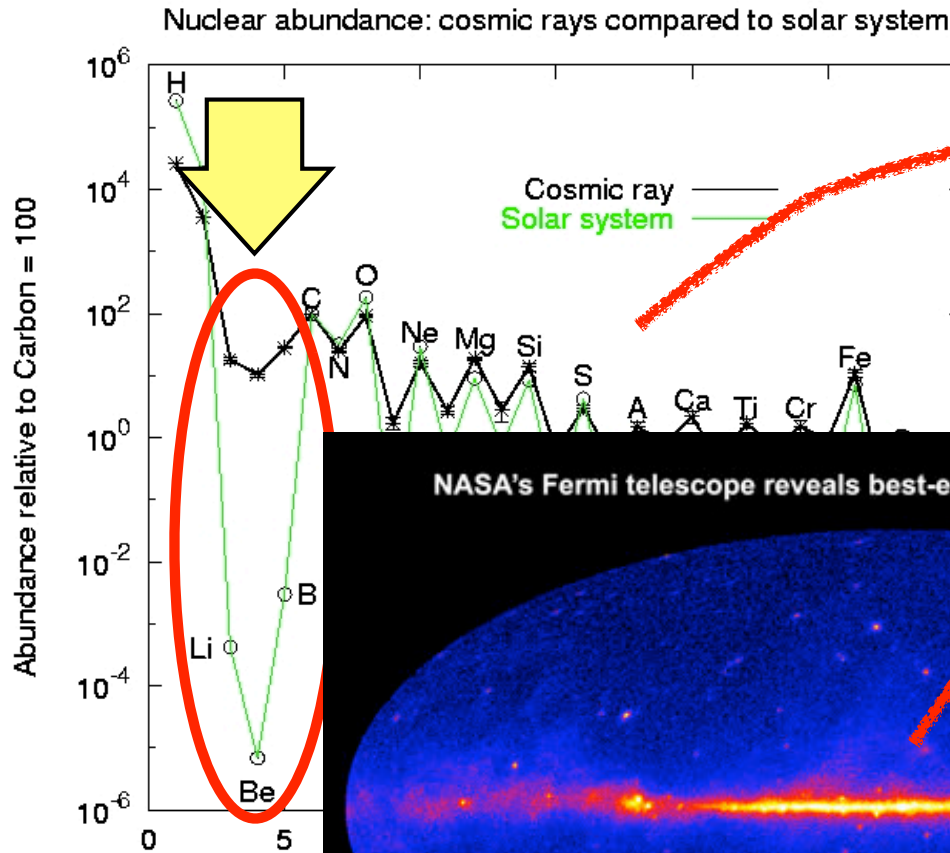 Nuclear abundance: cosmic rays compared to solar system
Abundance relative to Carbon = 100
10^6
10^4
10^2
10^0
10^-2
10^-4
10^-6
0
5
H
Li
Be
B
C
N
O
Ne
Mg
Si
S
A
Ca
Ti
Cr
Fe
Cosmic ray
Solar system
NASA's Fermi telescope reveals best-e